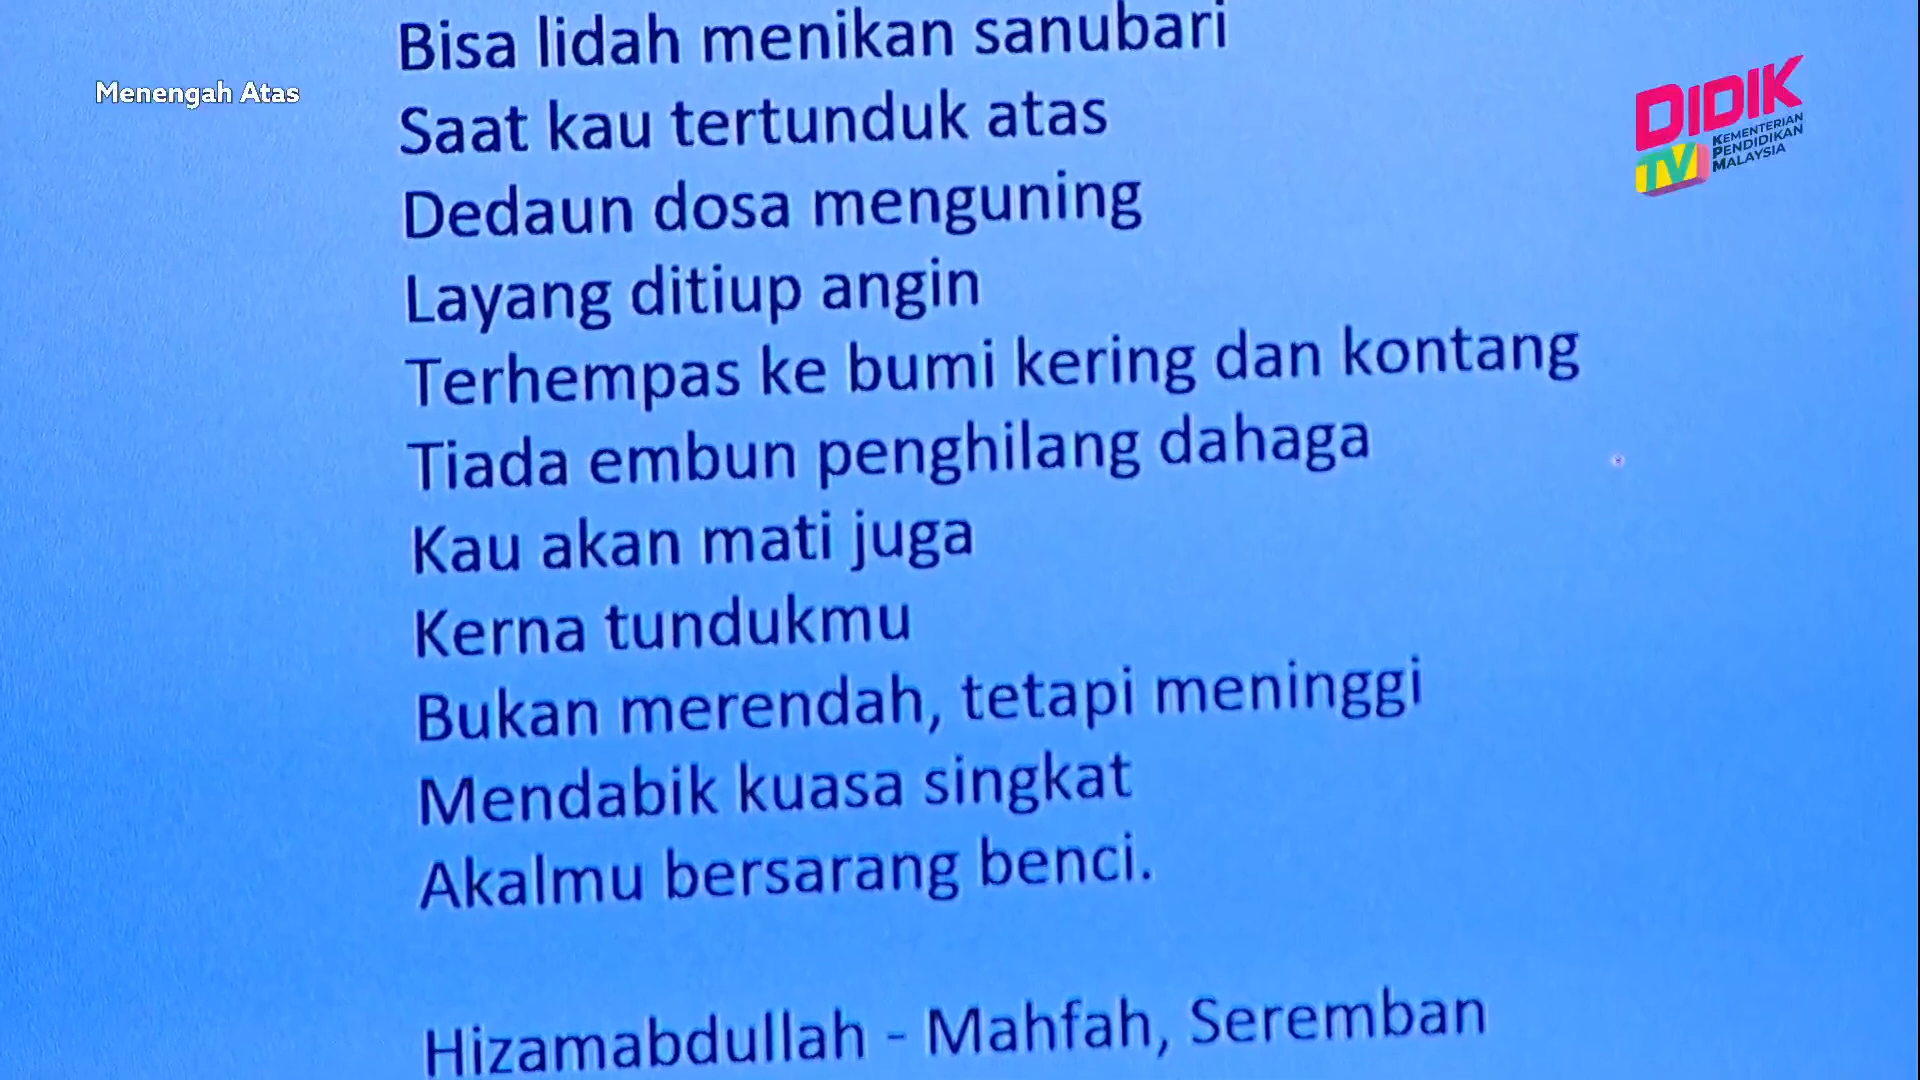 Bisa lidah menikan sanubari
Menengah Atas
Saat kau tertunduk atas
Dedaun dosa menguning
Layang ditiup angin
Terhempas ke bumi kering dan kontang
Tiada embun penghilang dahaga
Kau akan mati juga
Kerna tundukmu
Bukan merendah, tetapi meninggi
Mendabik kuasa singkat
Akalmu bersarang benci.
Hizamabdullah - Mahfah, Seremban
DIDIK
TV
KEMENTERIAN
PENDIDIKAN
MALAYSIA